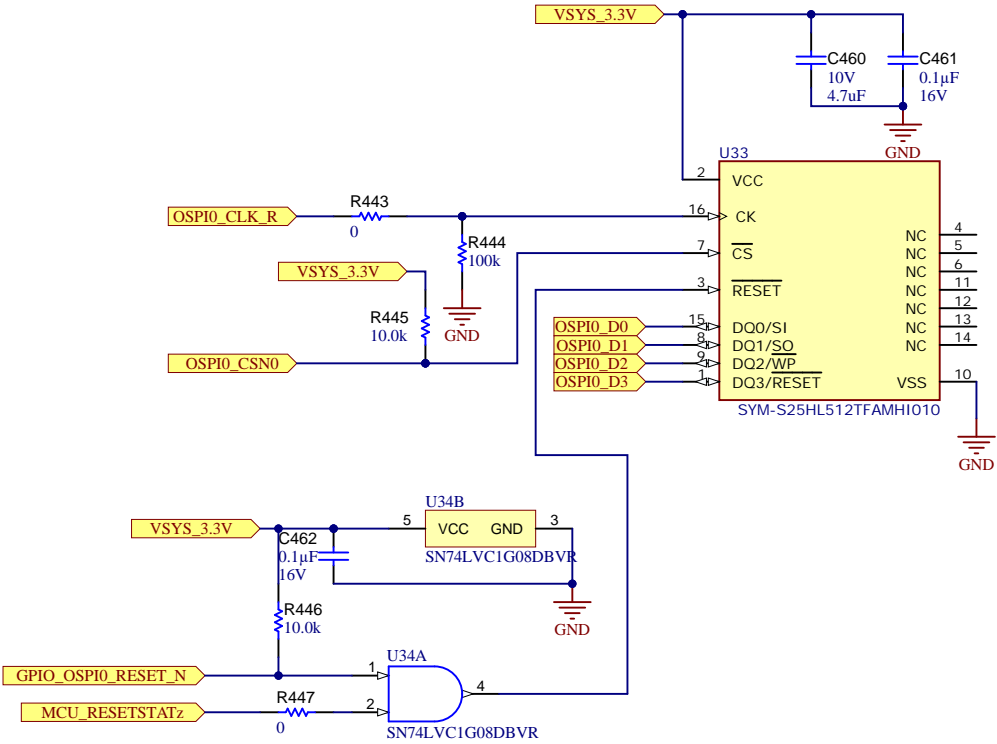 VSYS_3.3V
C460
10V
4.7uF
C461
0.1µF
16V
GND
U33
2
VCC
OSPI0_CLK_R
R443
0
16
CK
R444
100k
GND
7
CS
VSYS_3.3V
3
RESET
R445
10.0k
OSPI0_CSN0
OSPI0_D0
15
DQ0/SI
OSPI0_D1
8
DQ1/SO
OSPI0_D2
9
DQ2/WP
OSPI0_D3
1
DQ3/RESET
NC
4
NC
5
NC
6
NC
11
NC
12
NC
13
NC
14
VSS
10
SYM-S25HL512TFAMHI010
GND
U34B
VSYS_3.3V
5
VCC
GND
3
SN74LVC1G08DBVR
C462
0.1µF
16V
GND
R446
10.0k
U34A
GPIO_OSPI0_RESET_N
1
MCU_RESETSTATz
R447
0
2
4
SN74LVC1G08DBVR